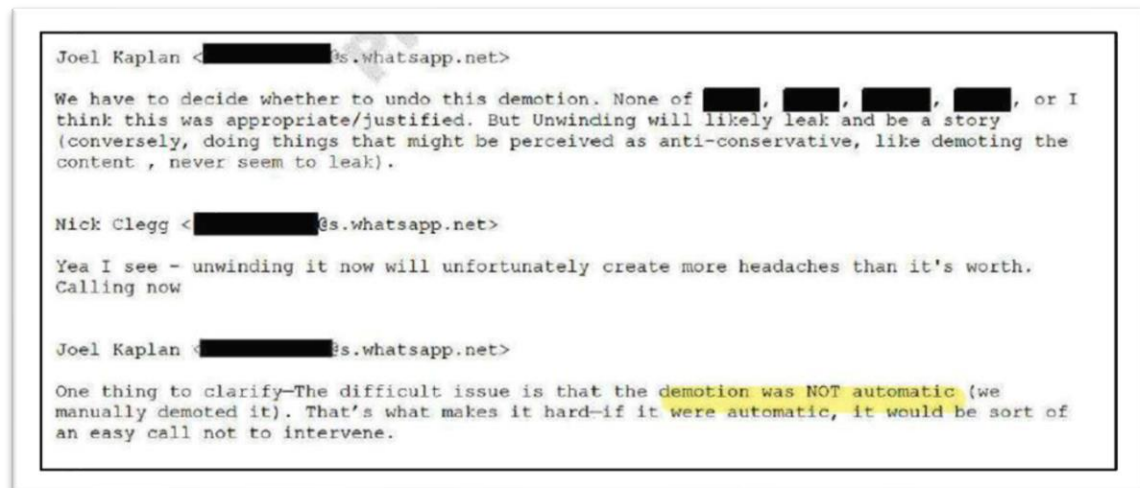 Joel Kaplan < @s.whatsapp.net>
We have to decide whether to undo this demotion. None of , , , , or I
think this was appropriate/justified. But Unwinding will likely leak and be a story
(conversely, doing things that might be perceived as anti-conservative, like demoting the
content , never seem to leak).
Nick Clegg < @s.whatsapp.net>
Yea I see - unwinding it now will unfortunately create more headaches than it's worth.
Calling now
Joel Kaplan < @s.whatsapp.net>
One thing to clarify—The difficult issue is that the demotion was NOT automatic (we
manually demoted it). That's what makes it hard—if it were automatic, it would be sort of
an easy call not to intervene.